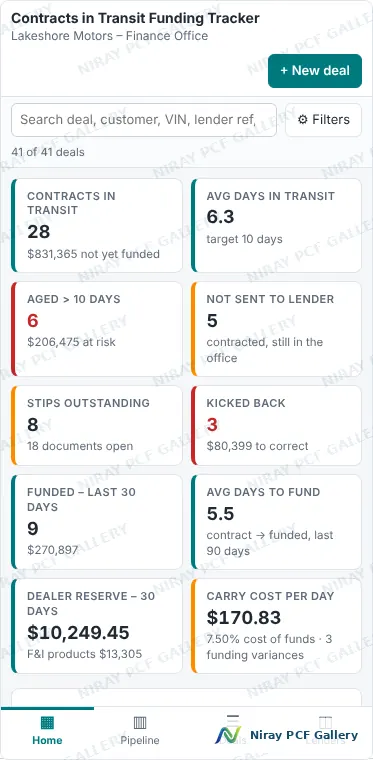 Contracts in Transit Funding Tracker
Lakeshore Motors – Finance Office
+ New deal
Search deal, customer, VIN, lender ref,
⚙ Filters
41 of 41 deals
CONTRACTS IN
TRANSIT
28
$831,365 not yet funded
AVG DAYS IN TRANSIT
6.3
target 10 days
AGED > 10 DAYS
6
$206,475 at risk
NOT SENT TO LENDER
5
contracted, still in the
office
STIPS OUTSTANDING
8
18 documents open
KICKED BACK
3
$80,399 to correct
FUNDED – LAST 30
DAYS
9
$270,897
AVG DAYS TO FUND
5.5
contract → funded, last
90 days
DEALER RESERVE – 30
DAYS
$10,249.45
F&I products $13,305
CARRY COST PER DAY
$170.83
7.50% cost of funds · 3
funding variances
Home
Pipeline
Niray PCF Gallery
NIRAY PCF GALLERY